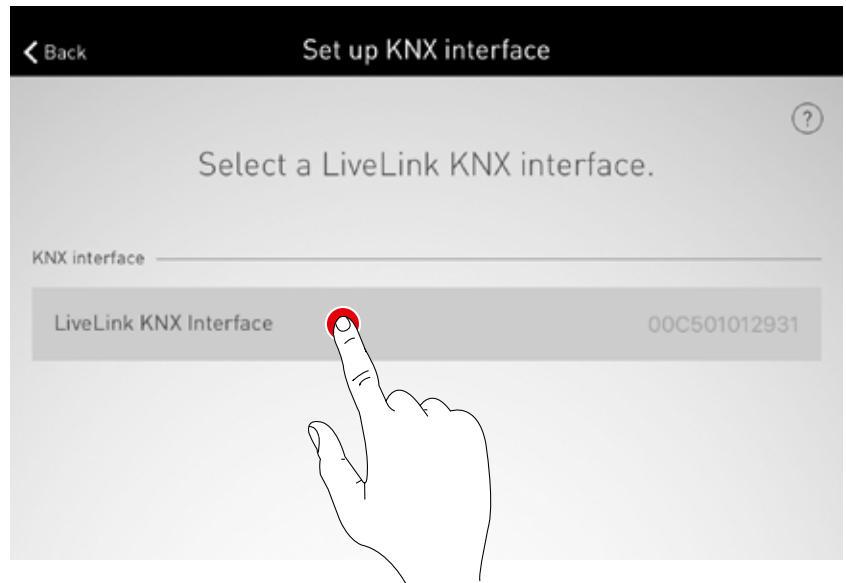 Back
Set up KNX interface
?
Select a LiveLink KNX interface.
KNX interface
LiveLink KNX Interface
00C501012931